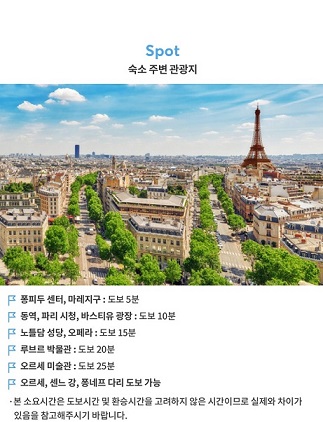 Spot
숙소 주변 관광지
퐁피두 센터, 마레지구 : 도보 5분
동역, 파리 시청, 바스티유 광장 : 도보 10분
노틀담 성당, 오페라 : 도보 15분
루브르 박물관 : 도보 20분
오르세 미술관 : 도보 25분
오르세, 센느 강, 퐁네프 다리 도보 가능
· 본 소요시간은 도보시간 및 환승시간을 고려하지 않은 시간이므로 실제와 차이가
있음을 참고해주시기 바랍니다.